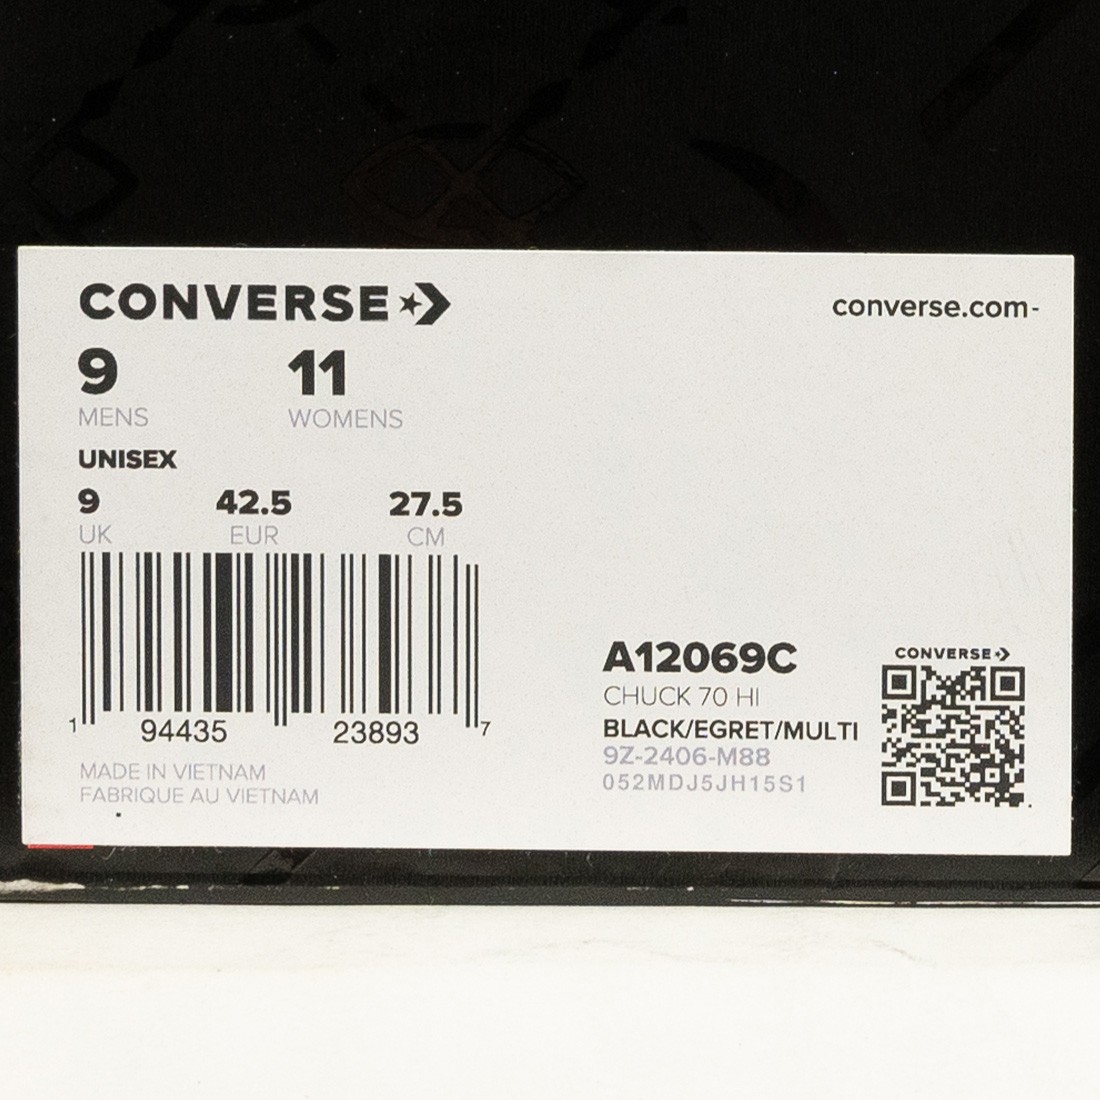 CONVERSE
converse.com-
9 11
MENS WOMENS
UNISEX
9 42.5 27.5
UK EUR CM
1 94435 23893 7
MADE IN VIETNAM
FABRIQUE AU VIETNAM
A12069C
CHUCK 70 HI
BLACK/EGRET/MULTI
9Z-2406-M88
052MDJ5JH15S1
CONVERSE